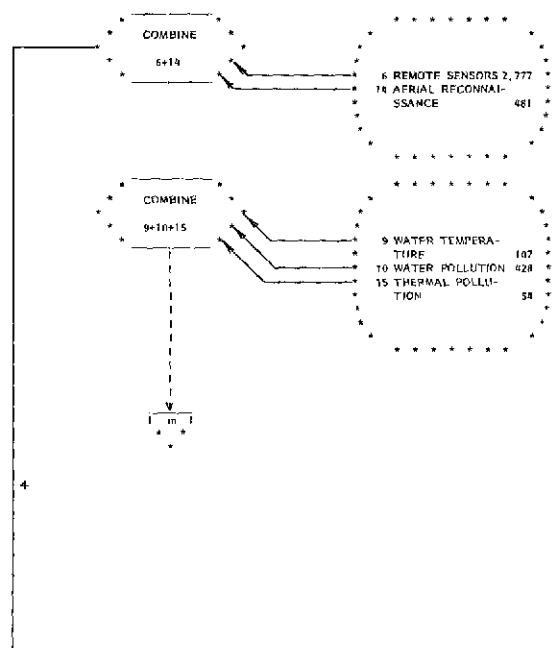 COMBINE
6+14
6 REMOTE SENSORS 2,777
14 AERIAL RECONNAI-
SSANCE 481
COMBINE
9+10+15
9 WATER TEMPERA-
TURE 107
10 WATER POLLUTION 428
15 THERMAL POLLU-
TION 54
m
4